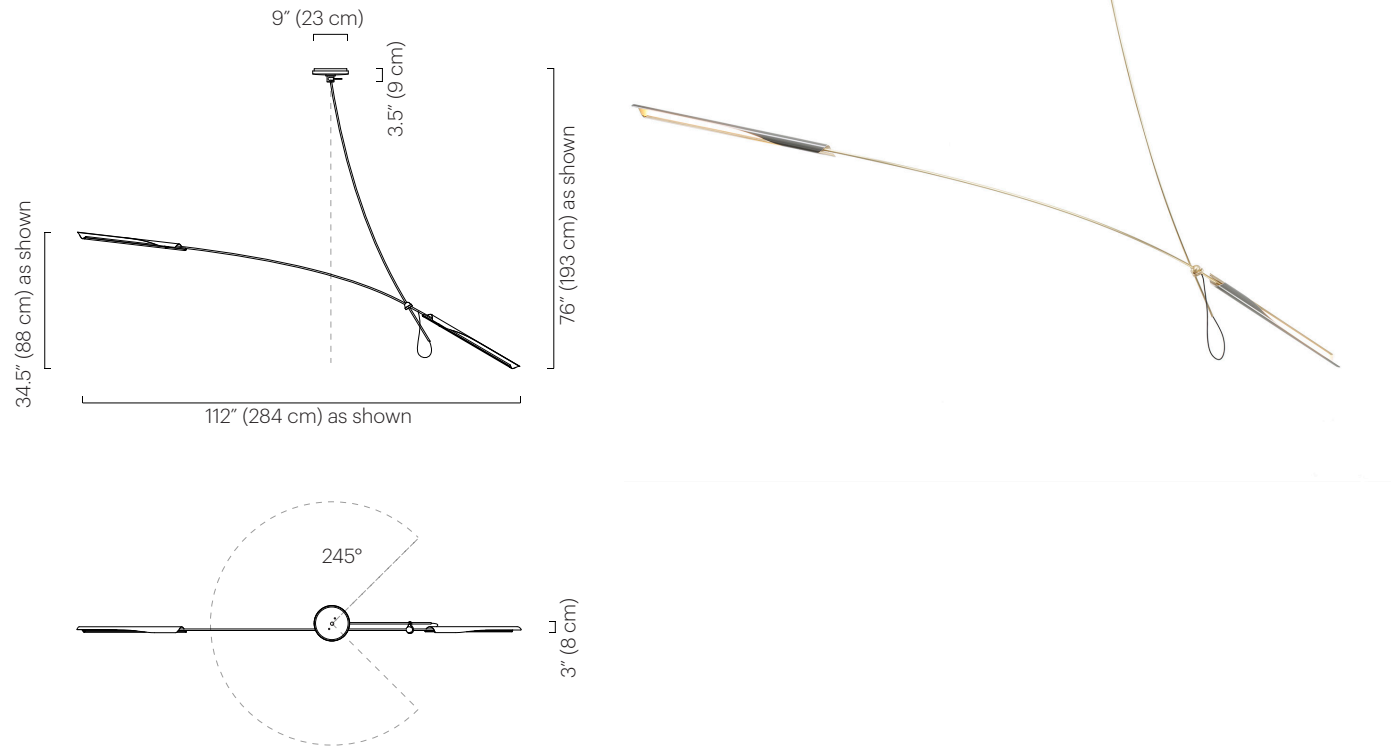 9” (23 cm)
3.5” (9 cm)
76” (193 cm) as shown
34.5” (88 cm) as shown
112” (284 cm) as shown
245°
3” (8 cm)